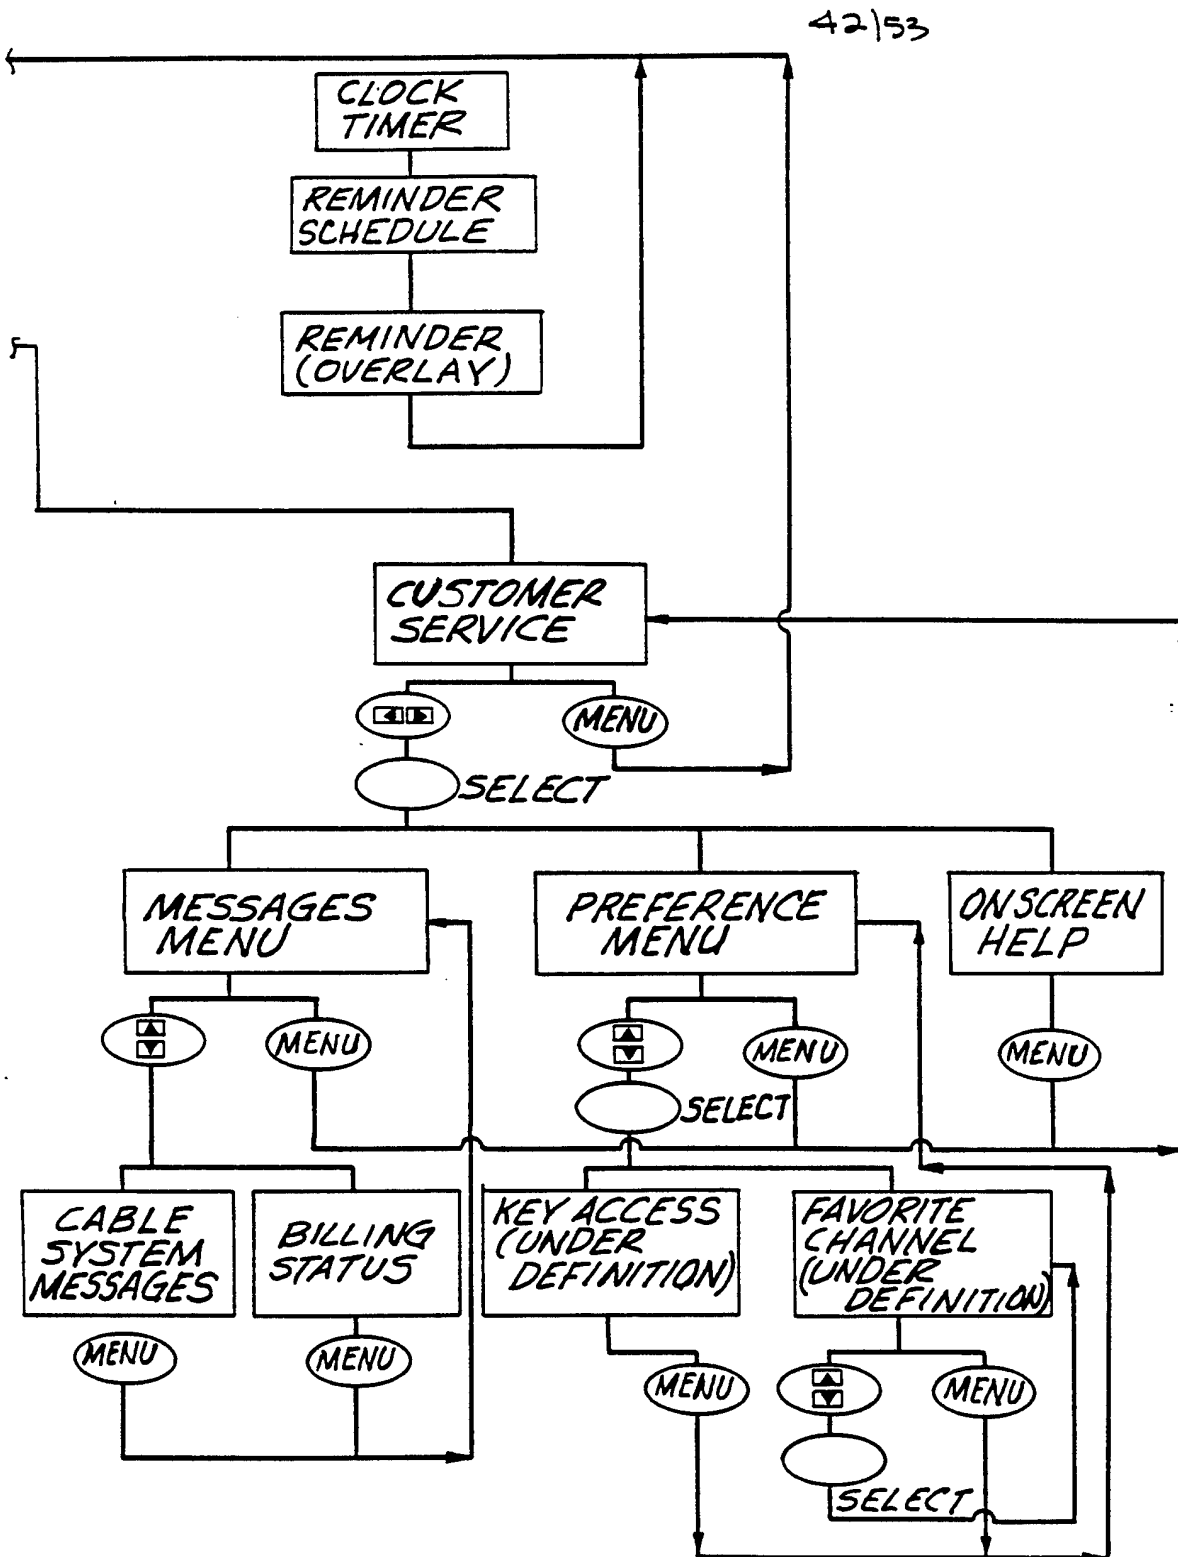 42/53
CLOCK
TIMER
REMINDER
SCHEDULE
REMINDER
(OVERLAY)
CUSTOMER
SERVICE
MENU
SELECT
MESSAGES
MENU
PREFERENCE
MENU
ONSCREEN
HELP
MENU
MENU
MENU
SELECT
CABLE
SYSTEM
MESSAGES
BILLING
STATUS
KEY ACCESS
(UNDER
DEFINITION)
FAVORITE
CHANNEL
(UNDER
DEFINITION)
MENU
MENU
MENU
MENU
SELECT